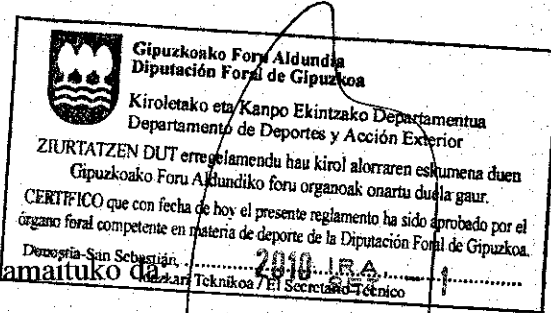 Gipuzkoako Foru Aldundia
Diputación Foral de Gipuzkoa
Kiroletako eta Kanpo Ekintzako Departamentua
Departamento de Deportes y Acción Exterior
ZIURTATZEN DUT erregelamendu hau kirol alorraren eskumena duen
Gipuzkoako Foru Aldundiko foru organoak onartu duela gaur.
CERTIFICO que con fecha de hoy el presente reglamento ha sido aprobado por el
órgano foral competente en materia de deporte de la Diputación Foral de Gipuzkoa.
Donostia-San Sebastián, 2010 IRA. 1
amaituko da. Idazkari Teknikoa / El Secretario Técnico